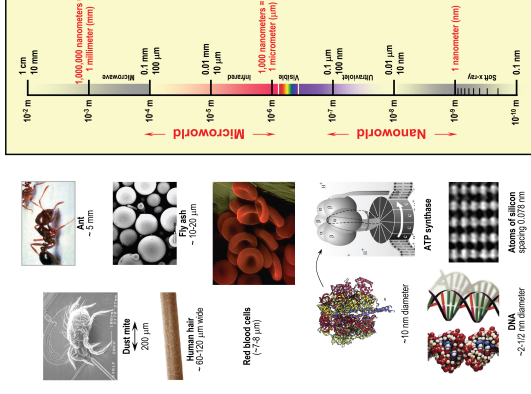 Ant
~ 5 mm
Dust mite
200 µm
Fly ash
~ 10-20 µm
Human hair
~ 60-120 µm wide
Red blood cells
(~7-8 µm)
~10 nm diameter
ATP synthase
DNA
~2-1/2 nm diameter
Atoms of silicon
spacing 0.078 nm
Microworld
Nanoworld
10⁻² m
1 cm
10 mm
10⁻³ m
1,000,000 nanometers =
1 millimeter (mm)
Microwave
10⁻⁴ m
0.1 mm
100 µm
10⁻⁵ m
0.01 mm
10 µm
Infrared
10⁻⁶ m
1,000 nanometers =
1 micrometer (µm)
Visible
10⁻⁷ m
0.1 µm
100 nm
Ultraviolet
10⁻⁸ m
0.01 µm
10 nm
10⁻⁹ m
1 nanometer (nm)
Soft x-ray
10⁻¹⁰ m
0.1 nm